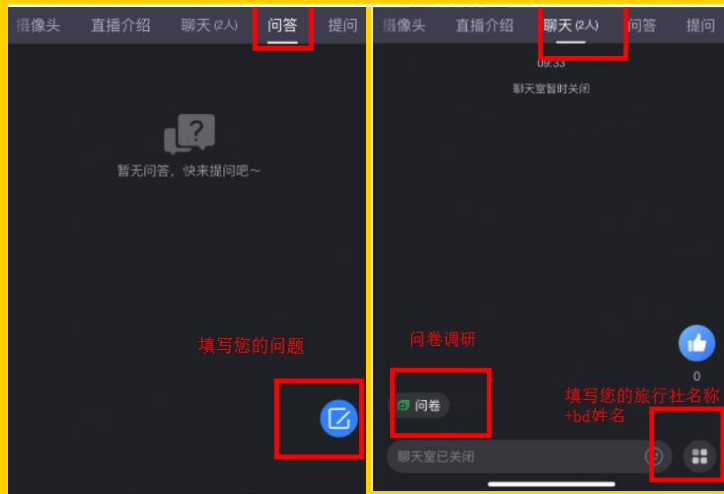 摄像头 直播介绍 聊天(2人) 问答 提问
暂无问答，快来提问吧~
填写您的问题
摄像头 直播介绍 聊天(2人) 问答 提问
09:33
聊天室暂时关闭
问卷调研
0
填写您的旅行社名称
+bd姓名
问卷
聊天室已关闭